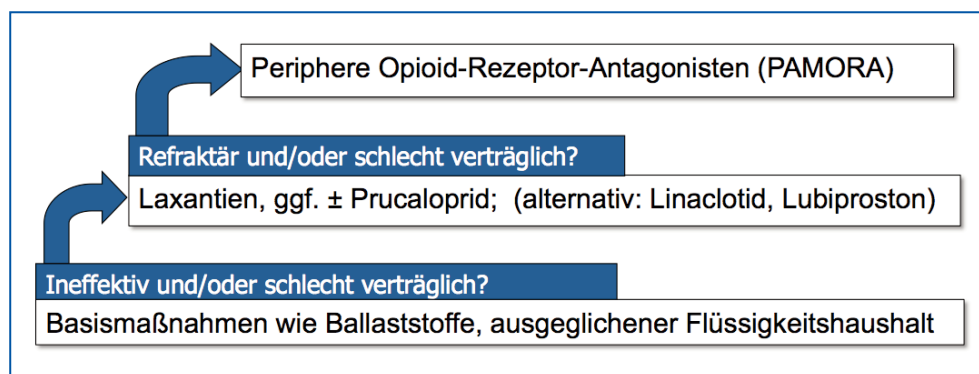 Periphere Opioid-Rezeptor-Antagonisten (PAMORA)
Refraktär und/oder schlecht verträglich?
Laxantien, ggf. ± Prucaloprid; (alternativ: Linaclotid, Lubiproston)
Ineffektiv und/oder schlecht verträglich?
Basismaßnahmen wie Ballaststoffe, ausgeglichener Flüssigkeitshaushalt